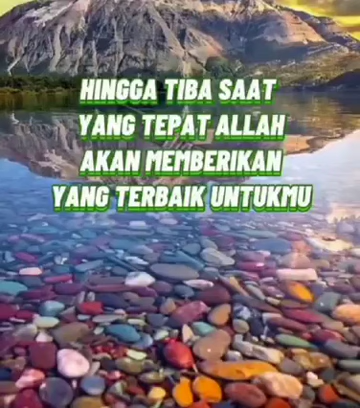 HINGGA TIBA SAAT
YANG TEPAT ALLAH
AKAN MEMBERIKAN
YANG TERBAIK UNTUKMU